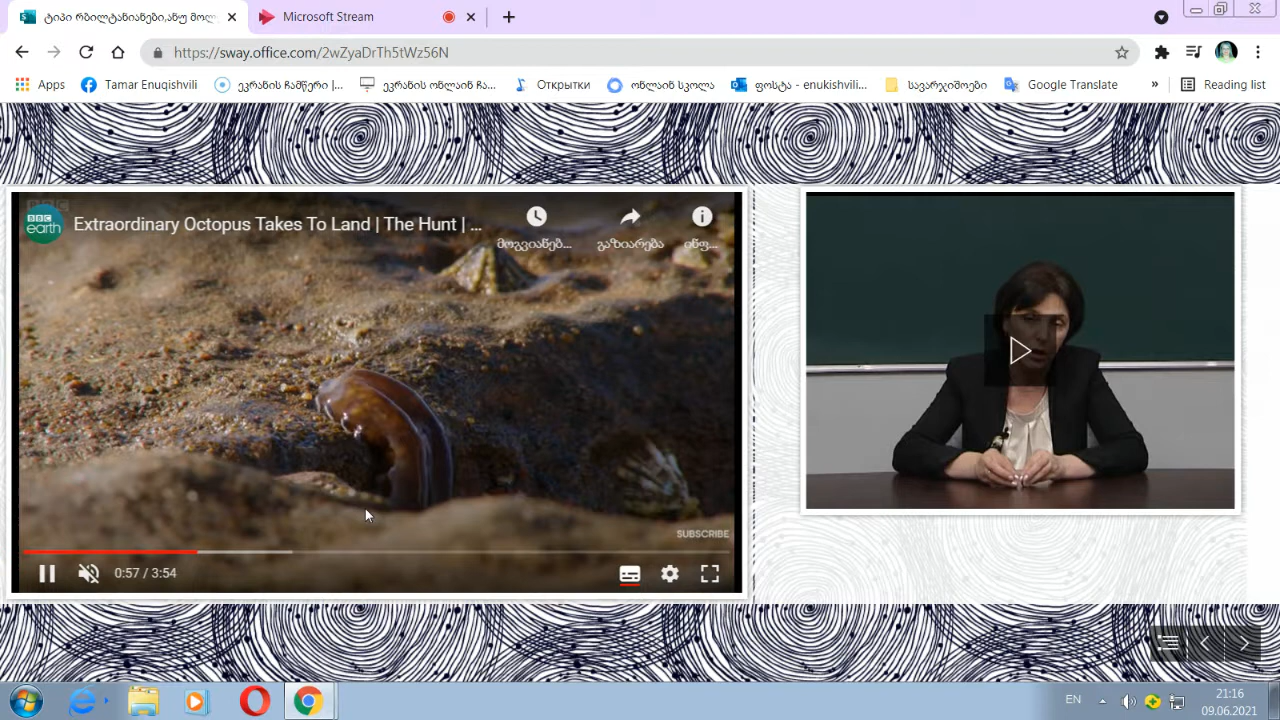 ტიპი რბილტანიანები,ანუ მოლ
Microsoft Stream
https://sway.office.com/2wZyaDrTh5tWz56N
Apps
Tamar Enuqishvili
ეკრანის ჩამწერი |...
ეკრანის ონლაინ ჩა...
Открытки
ონლაინ სკოლა
ფოსტა - enukishvili...
სავარჯიშოები
Google Translate
»
Reading list
BBC
earth
Extraordinary Octopus Takes To Land | The Hunt | ...
მოგვიანებ...
გაზიარება
ინფ...
SUBSCRIBE
0:57 / 3:54
EN
21:16
09.06.2021